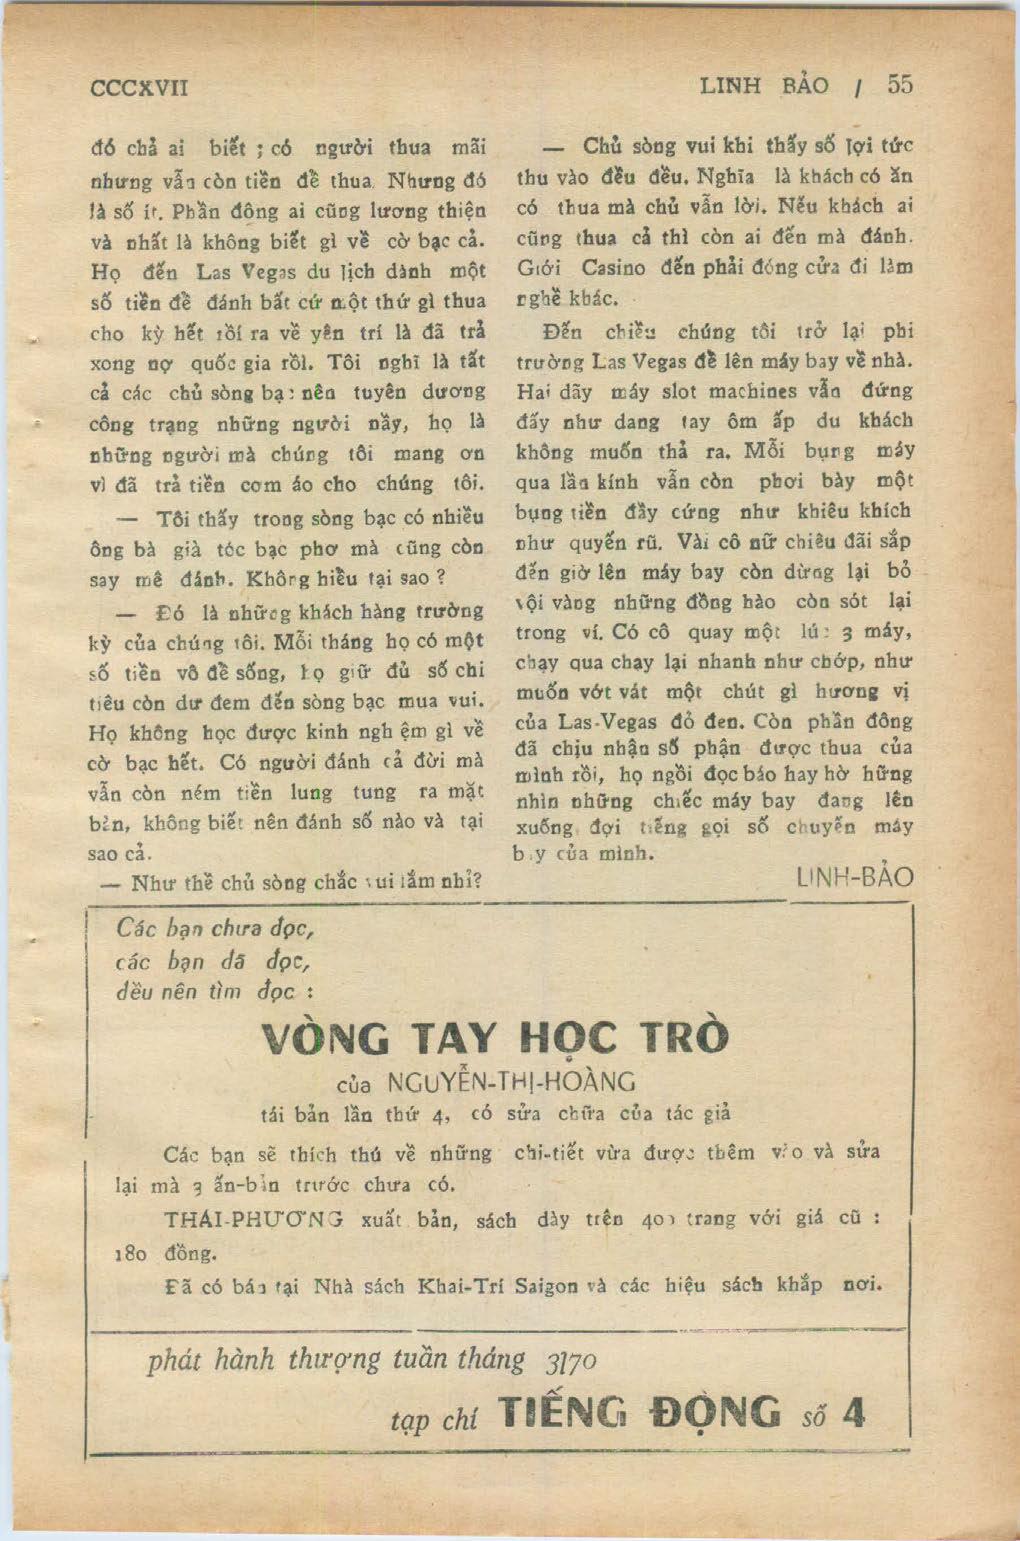 CCCXVII
LINH BẢO / 55
đó chả ai biết ; có người thua mãi
nhưng vẫn còn tiền để thua. Nhưng đó
là số ít. Phần đông ai cũng lương thiện
và nhất là không biết gì về cờ bạc cả.
Họ đến Las Vegas du lịch dành một
số tiền để đánh bất cứ một thứ gì thua
cho kỳ hết rồi ra về yên trí là đã trả
xong nợ quốc gia rồi. Tôi nghĩ là tất
cả các chủ sòng bạc nên tuyên dương
công trạng những người nầy, họ là
những người mà chúng tôi mang ơn
vì đã trả tiền cơm áo cho chúng tôi.
— Tôi thấy trong sòng bạc có nhiều
ông bà già tóc bạc phơ mà cũng còn
say mê đánh. Không hiểu tại sao ?
— Đó là những khách hàng trường
kỳ của chúng tôi. Mỗi tháng họ có một
số tiền vô để sống, họ giữ đủ số chi
tiêu còn dư đem đến sòng bạc mua vui.
Họ không học được kinh nghiệm gì về
cờ bạc hết. Có người đánh cả đời mà
vẫn còn ném tiền lung tung ra mặt
bàn, không biết nên đánh số nào và tại
sao cả.
— Như thế chủ sòng chắc vui lắm nhỉ?
— Chủ sòng vui khi thấy số lợi tức
thu vào đều đều. Nghĩa là khách có ăn
có thua mà chủ vẫn lời. Nếu khách ai
cũng thua cả thì còn ai đến mà đánh.
Giới Casino đến phải đóng cửa đi làm
nghề khác.
Đến chiều chúng tôi trở lại phi
trường Las Vegas để lên máy bay về nhà.
Hai dãy máy slot machines vẫn đứng
đấy như dang tay ôm ấp du khách
không muốn thả ra. Mỗi bụng máy
qua lần kính vẫn còn phơi bày một
bụng tiền đầy cứng như khiêu khích
như quyến rũ. Vài cô nữ chiêu đãi sắp
đến giờ lên máy bay còn dừng lại bỏ
vội vàng những đồng hào còn sót lại
trong ví. Có cô quay một lúc 3 máy,
chạy qua chạy lại nhanh như chớp, như
muốn vớt vát một chút gì hương vị
của Las-Vegas đỏ đen. Còn phần đông
đã chịu nhận số phận được thua của
mình rồi, họ ngồi đọc báo hay hờ hững
nhìn những chiếc máy bay đang lên
xuống đợi tiếng gọi số chuyến máy
bay của mình.
LINH-BẢO
Các bạn chưa đọc,
các bạn đã đọc,
đều nên tìm đọc :
VÒNG TAY HỌC TRÒ
của NGUYỄN-THỊ-HOÀNG
tái bản lần thứ 4, có sửa chữa của tác giả
Các bạn sẽ thích thú về những chi-tiết vừa được thêm vào và sửa
lại mà 3 ấn-bản trước chưa có.
THÁI-PHƯƠNG xuất bản, sách dày trên 400 trang với giá cũ :
180 đồng.
Đã có bán tại Nhà sách Khai-Trí Saigon và các hiệu sách khắp nơi.
phát hành thượng tuần tháng 3/70
tạp chí TIẾNG ĐỘNG số 4